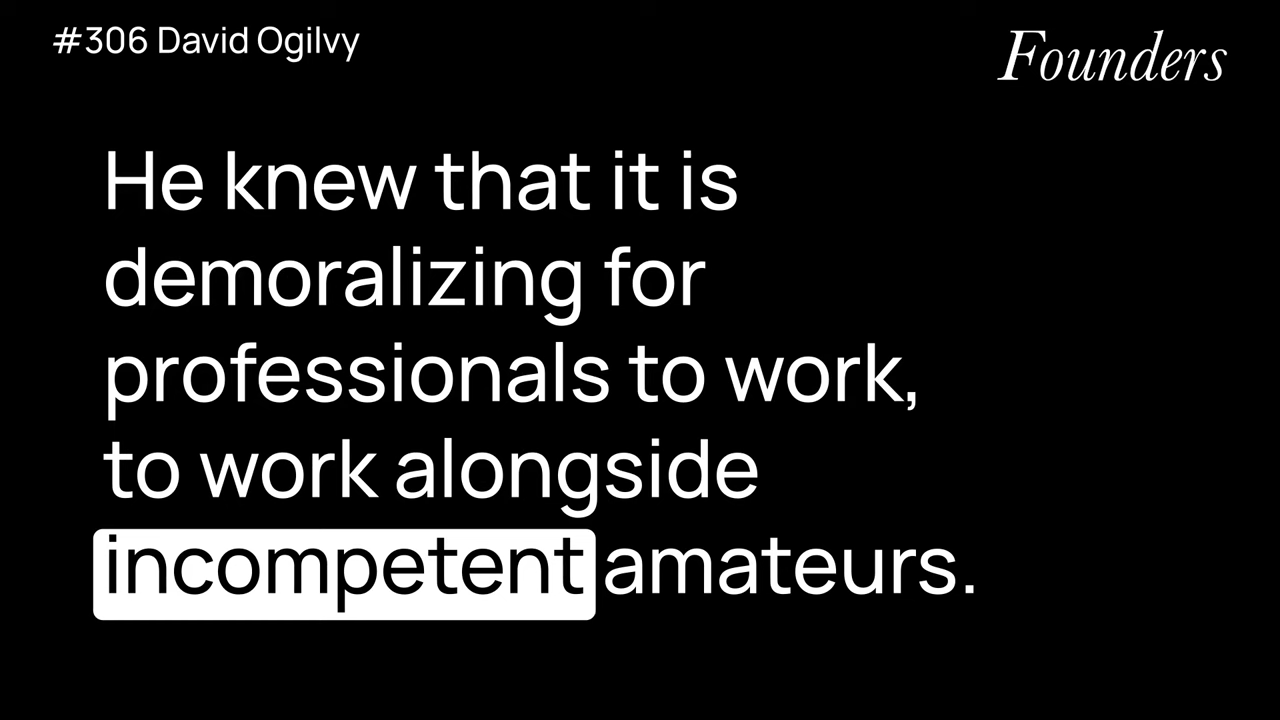 #306 David Ogilvy
Founders
He knew that it is
demoralizing for
professionals to work,
to work alongside
incompetent amateurs.